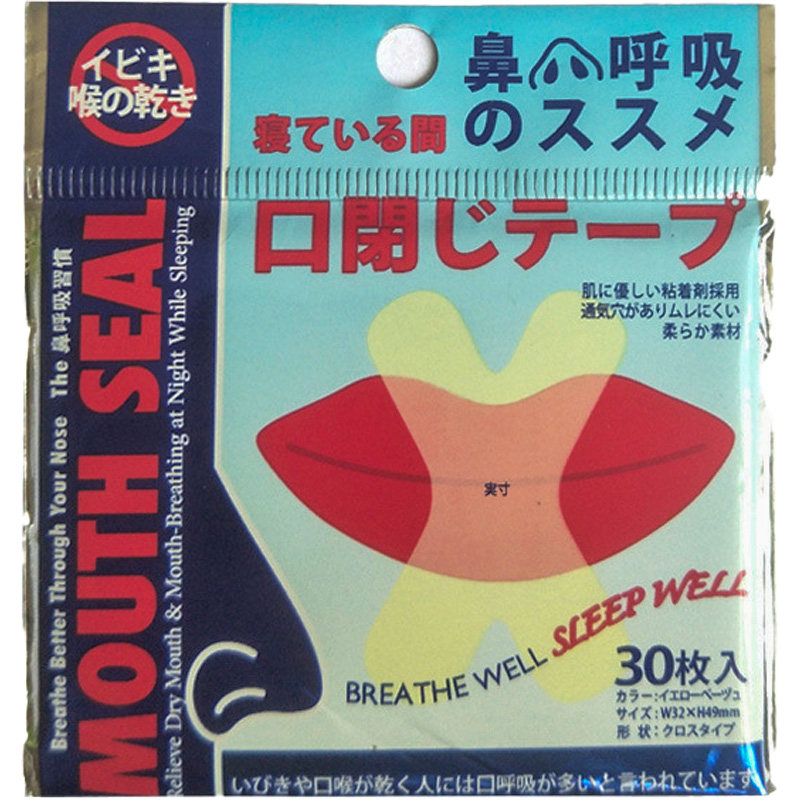 イビキ
喉の乾き
鼻呼吸
のススメ
寝ている間
口閉じテープ
肌に優しい粘着剤採用
通気穴がありムレにくい
柔らか素材
実寸
BREATHE WELL SLEEP WELL
30枚入
カラー:イエローベージュ
サイズ:W32×H49mm
形 状:クロスタイプ
いびきや口喉が乾く人には口呼吸が多いと言われています
Breathe Better Through Your Nose The 鼻呼吸習慣
MOUTH SEAL
Relieve Dry Mouth & Mouth-Breathing at Night While Sleeping